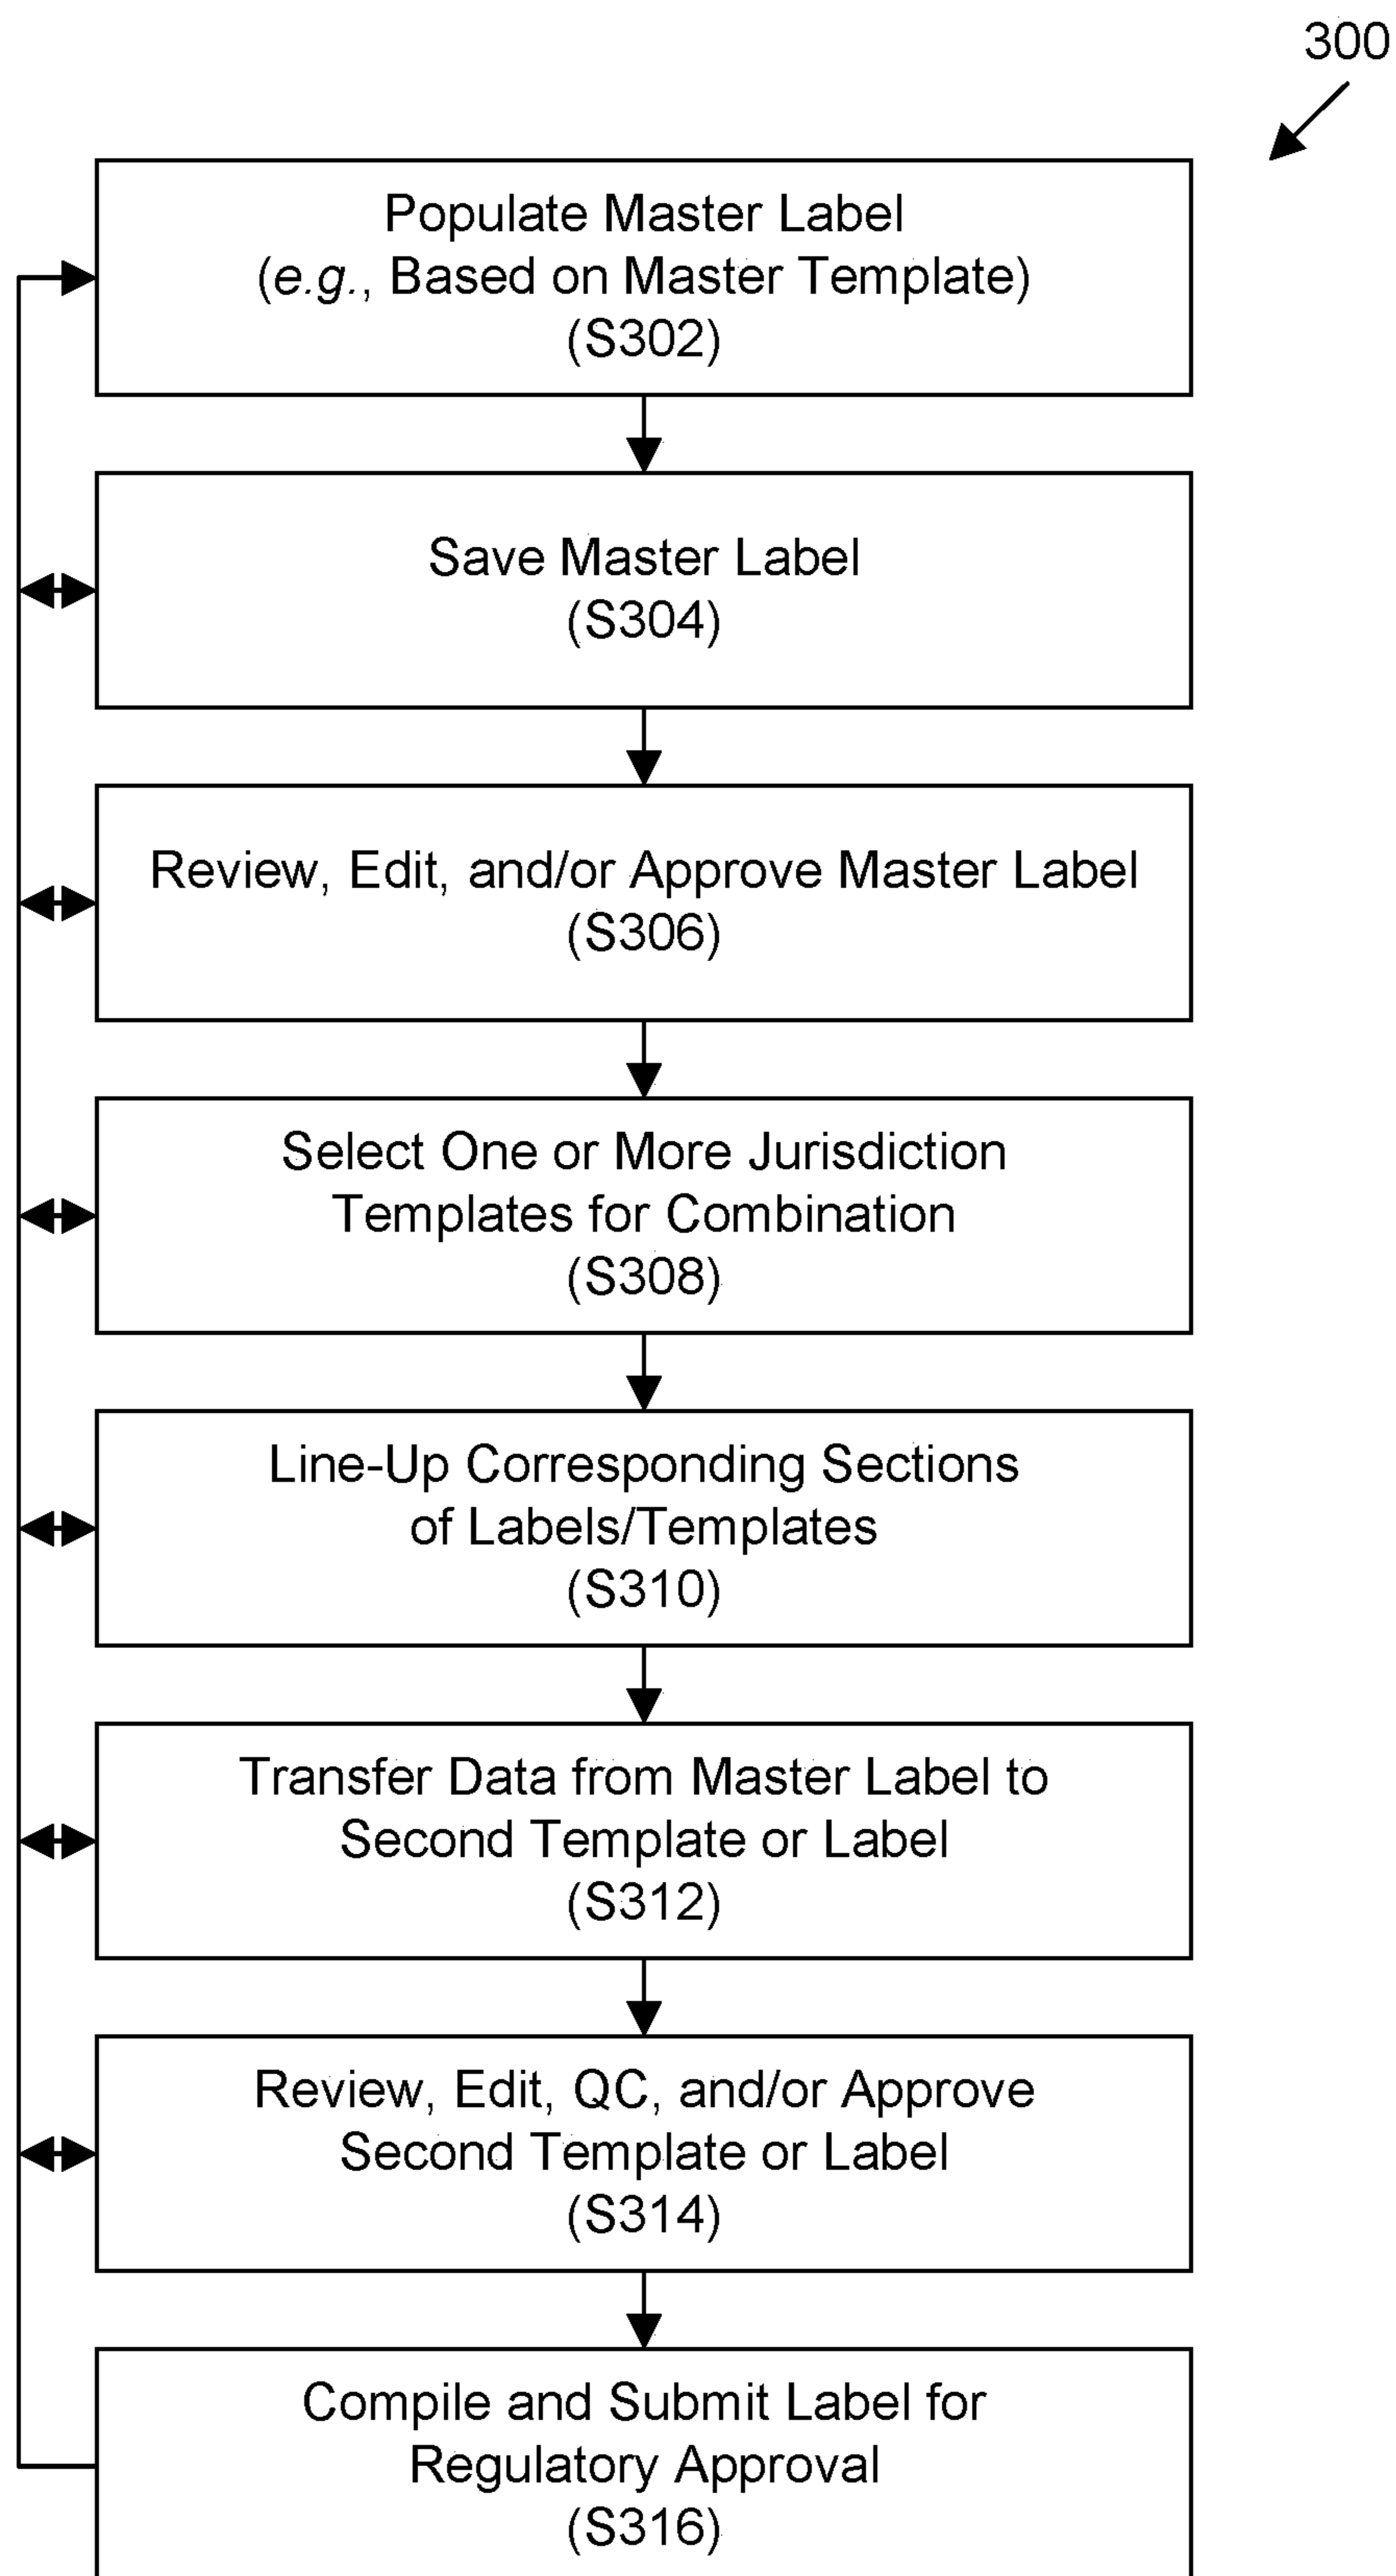 300
Populate Master Label
(e.g., Based on Master Template)
(S302)
Save Master Label
(S304)
Review, Edit, and/or Approve Master Label
(S306)
Select One or More Jurisdiction
Templates for Combination
(S308)
Line-Up Corresponding Sections
of Labels/Templates
(S310)
Transfer Data from Master Label to
Second Template or Label
(S312)
Review, Edit, QC, and/or Approve
Second Template or Label
(S314)
Compile and Submit Label for
Regulatory Approval
(S316)